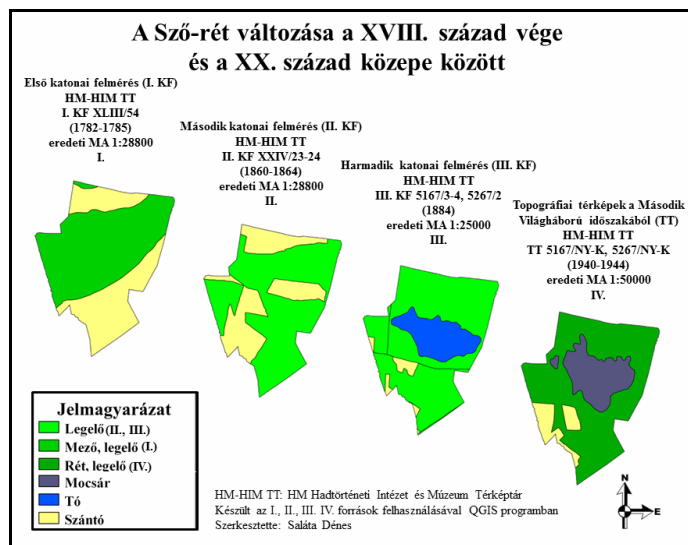 A Sző-rét változása a XVIII. század vége
és a XX. század közepe között
Első katonai felmérés (I. KF)
HM-HIM TT
I. KF XLIII/54
(1782-1785)
eredeti MA 1:28800
I.
Második katonai felmérés (II. KF)
HM-HIM TT
II. KF XXIV/23-24
(1860-1864)
eredeti MA 1:28800
II.
Harmadik katonai felmérés (III. KF)
HM-HIM TT
III. KF 5167/3-4, 5267/2
(1884)
eredeti MA 1:25000
III.
Topográfiai térképek a Második
Világháború időszakából (TT)
HM-HIM TT
TT 5167/NY-K, 5267/NY-K
(1940-1944)
eredeti MA 1:50000
IV.
Jelmagyarázat
Legelő (II., III.)
Mező, legelő (I.)
Rét, legelő (IV.)
Mocsár
Tó
Szántó
HM-HIM TT: HM Hadtörténeti Intézet és Múzeum Térképtár
Készült az I., II., III. IV. források felhasználásával QGIS programban
Szerkesztette: Saláta Dénes
N
E